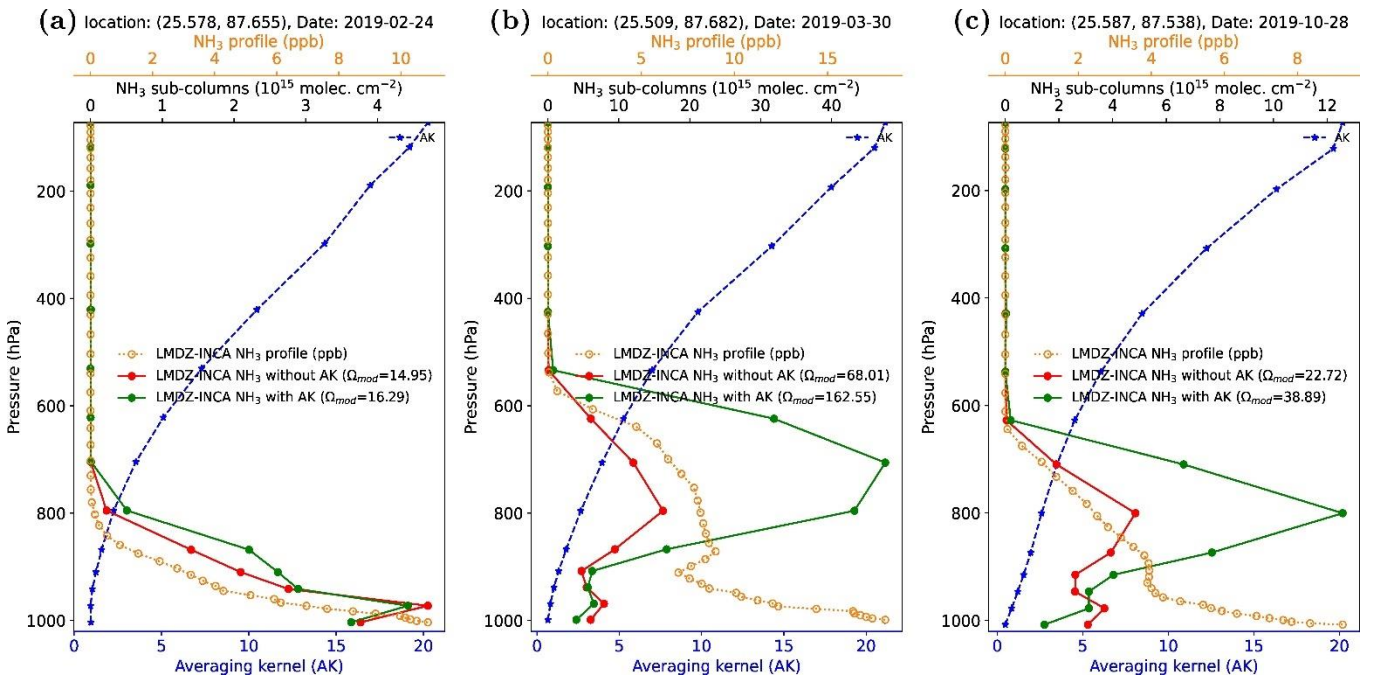 (a) location: (25.578, 87.655), Date: 2019-02-24
NH₃ profile (ppb)
0 2 4 6 8 10
NH₃ sub-columns (10¹⁵ molec. cm⁻²)
0 1 2 3 4
AK
LMDZ-INCA NH₃ profile (ppb)
LMDZ-INCA NH₃ without AK (Ωmod=14.95)
LMDZ-INCA NH₃ with AK (Ωmod=16.29)
Pressure (hPa)
200
400
600
800
1000
0 5 10 15 20
Averaging kernel (AK)
(b) location: (25.509, 87.682), Date: 2019-03-30
NH₃ profile (ppb)
0 5 10 15
NH₃ sub-columns (10¹⁵ molec. cm⁻²)
0 10 20 30 40
AK
LMDZ-INCA NH₃ profile (ppb)
LMDZ-INCA NH₃ without AK (Ωmod=68.01)
LMDZ-INCA NH₃ with AK (Ωmod=162.55)
Pressure (hPa)
200
400
600
800
1000
0 5 10 15 20
Averaging kernel (AK)
(c) location: (25.587, 87.538), Date: 2019-10-28
NH₃ profile (ppb)
0 2 4 6 8
NH₃ sub-columns (10¹⁵ molec. cm⁻²)
0 2 4 6 8 10 12
AK
LMDZ-INCA NH₃ profile (ppb)
LMDZ-INCA NH₃ without AK (Ωmod=22.72)
LMDZ-INCA NH₃ with AK (Ωmod=38.89)
Pressure (hPa)
200
400
600
800
1000
0 5 10 15 20
Averaging kernel (AK)